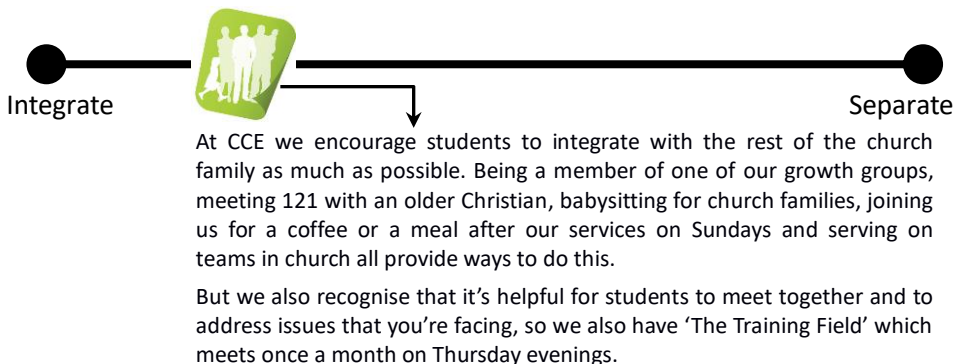 Integrate
Separate
At CCE we encourage students to integrate with the rest of the church
family as much as possible. Being a member of one of our growth groups,
meeting 121 with an older Christian, babysitting for church families, joining
us for a coffee or a meal after our services on Sundays and serving on
teams in church all provide ways to do this.
But we also recognise that it’s helpful for students to meet together and to
address issues that you’re facing, so we also have ‘The Training Field’ which
meets once a month on Thursday evenings.